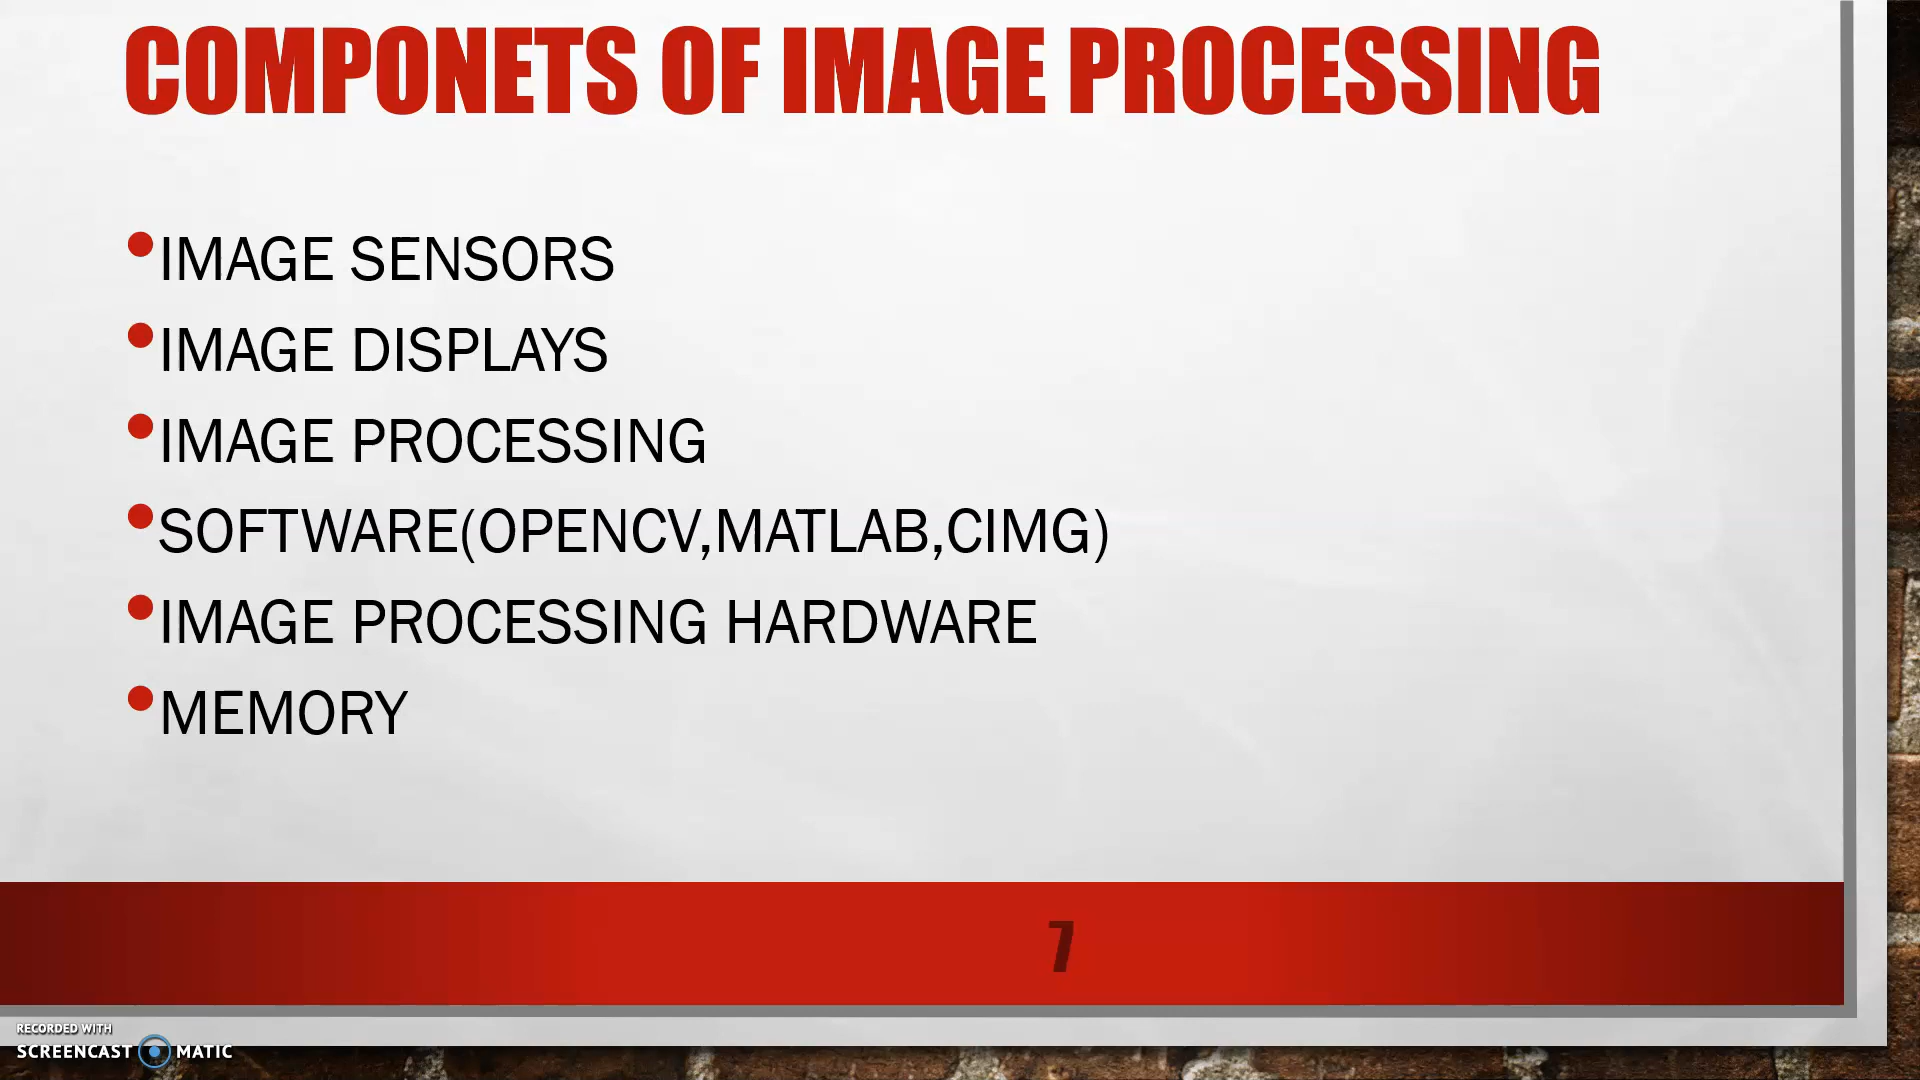 COMPONETS OF IMAGE PROCESSING
•IMAGE SENSORS
•IMAGE DISPLAYS
•IMAGE PROCESSING
•SOFTWARE(OPENCV,MATLAB,CIMG)
•IMAGE PROCESSING HARDWARE
•MEMORY
7
RECORDED WITH
SCREENCAST MATIC